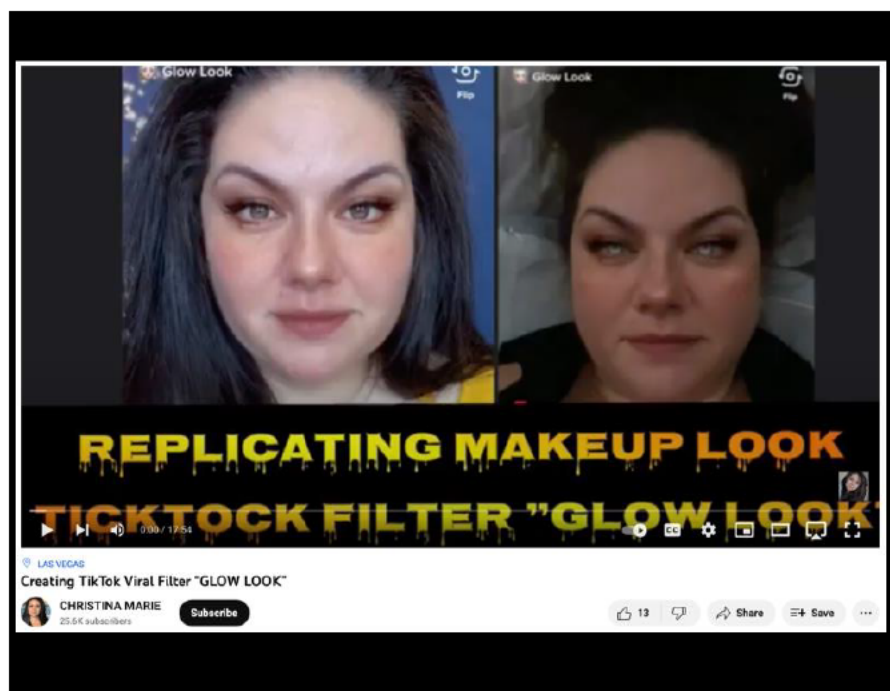 Glow Look
Flip
Glow Look
Flip
REPLICATING MAKEUP LOOK
TICKTOCK FILTER "GLOW LOOK"
0:00 / 17:54
CC
LAS VEGAS
Creating TikTok Viral Filter "GLOW LOOK"
CHRISTINA MARIE
25.6K subscribers
Subscribe
13
Share
Save